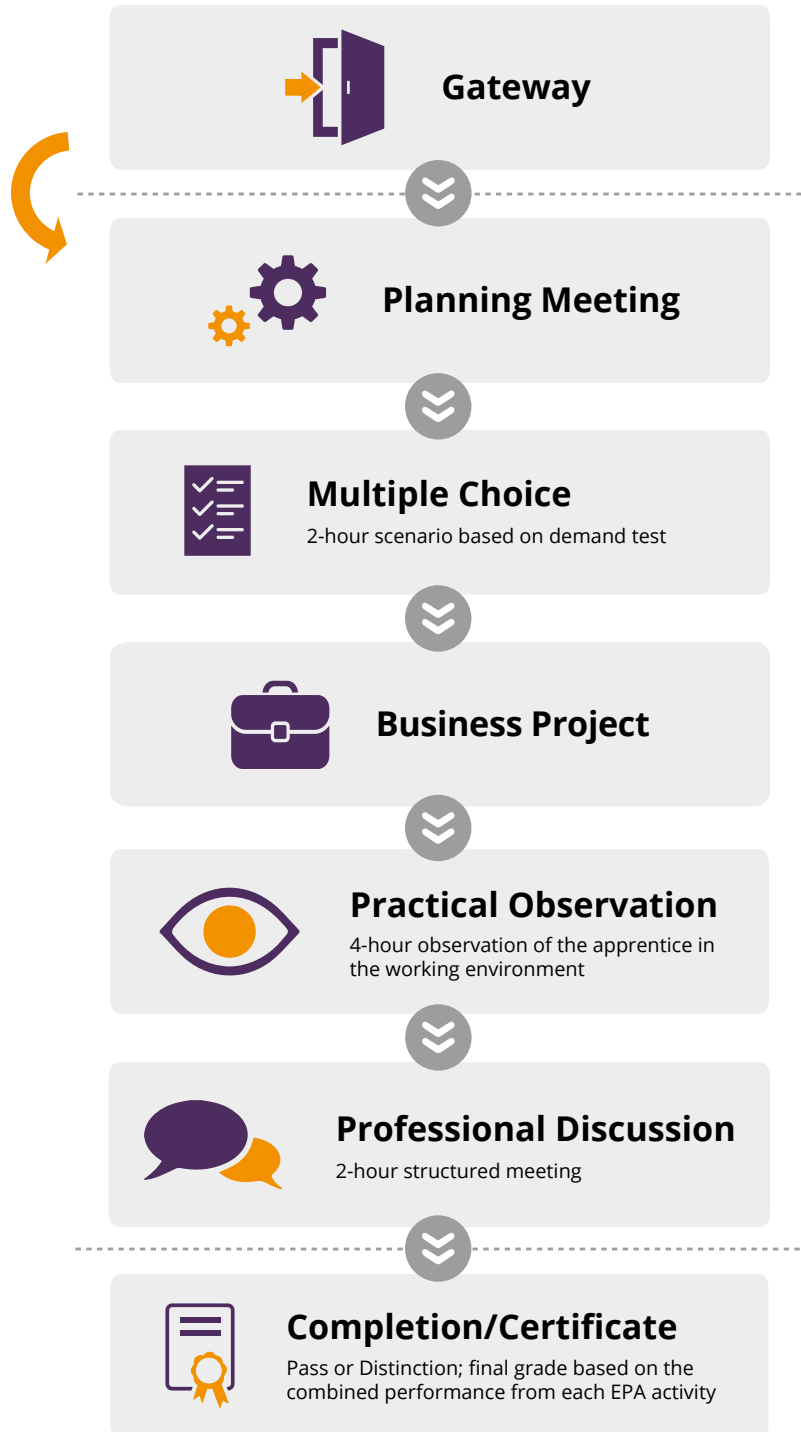 Gateway
Planning Meeting
Multiple Choice
2-hour scenario based on demand test
Business Project
Practical Observation
4-hour observation of the apprentice in
the working environment
Professional Discussion
2-hour structured meeting
Completion/Certificate
Pass or Distinction; final grade based on the
combined performance from each EPA activity